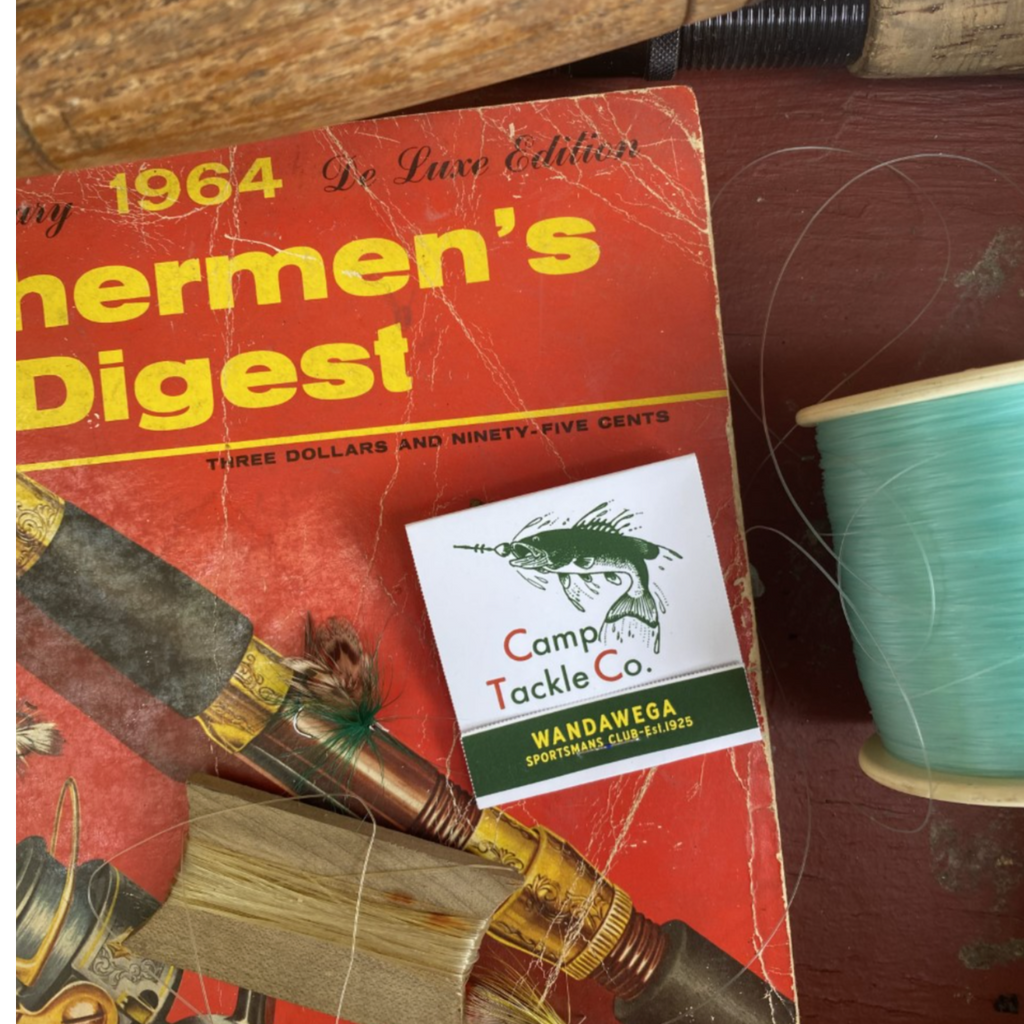 1964 De Luxe Edition
hermen's
Digest
THREE DOLLARS AND NINETY-FIVE CENTS
Camp
Tackle Co.
WANDAWEGA
SPORTSMANS CLUB-Est.1925